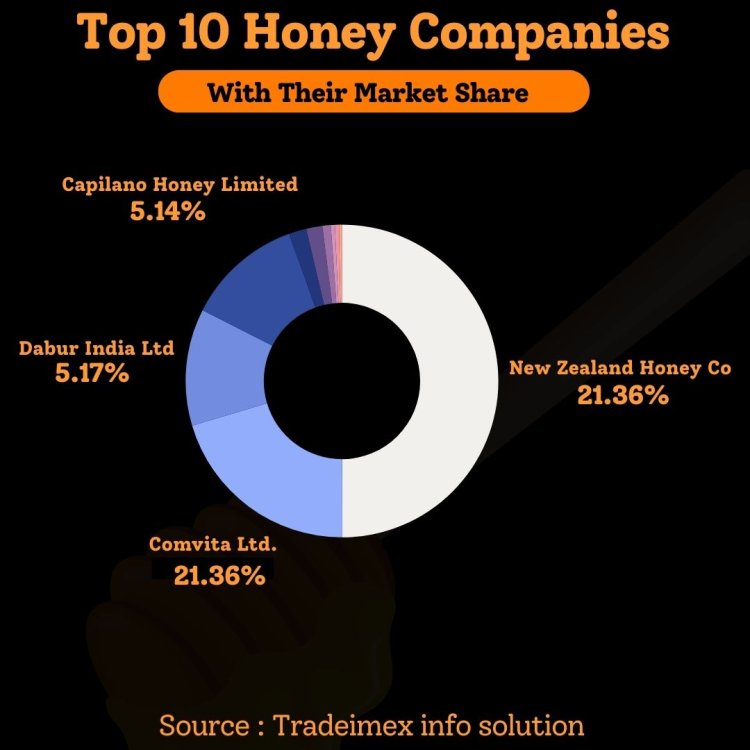 Top 10 Honey Companies
With Their Market Share
Capilano Honey Limited
5.14%
Dabur India Ltd
5.17%
New Zealand Honey Co
21.36%
Comvita Ltd.
21.36%
Source : Tradeimex info solution